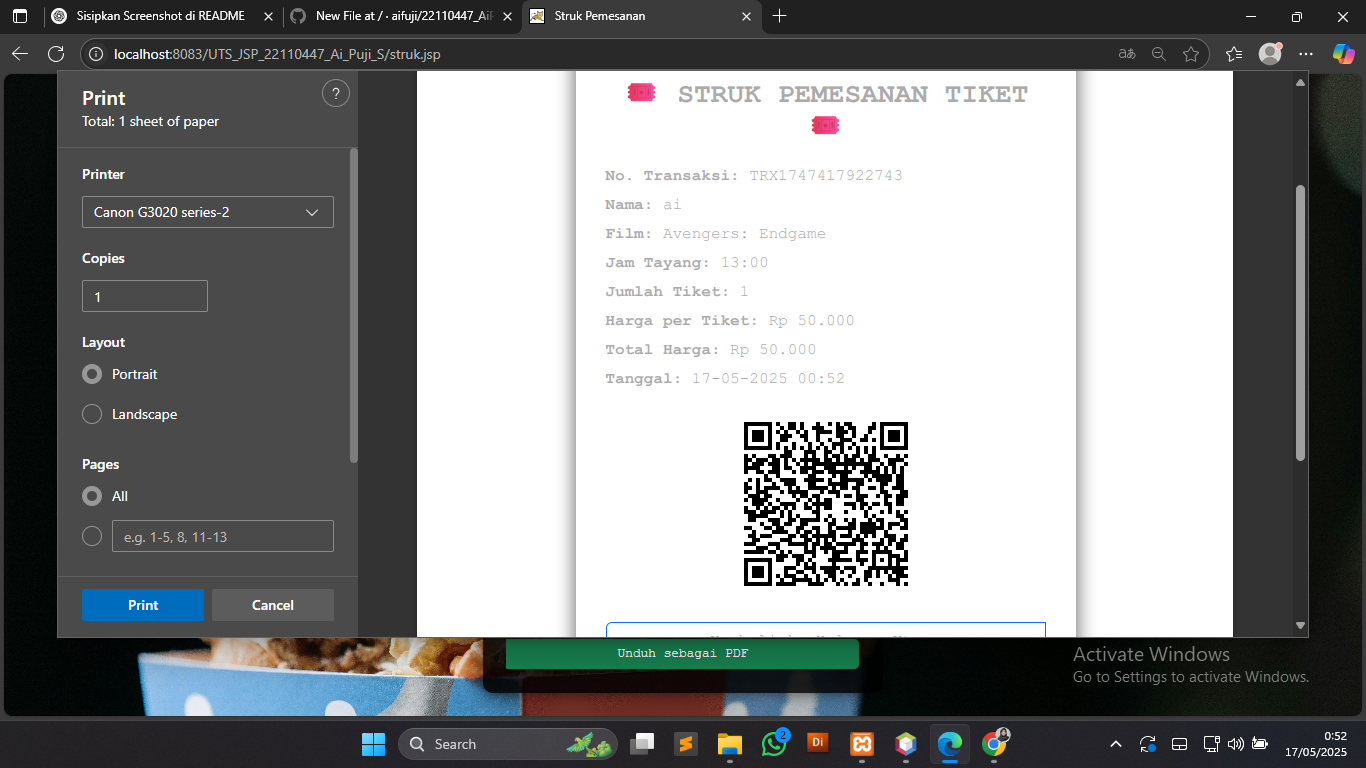 Sisipkan Screenshot di README
New File at / · aifuji/22110447_AiP
Struk Pemesanan
localhost:8083/UTS_JSP_22110447_Ai_Puji_S/struk.jsp
Print
?
Total: 1 sheet of paper
Printer
Canon G3020 series-2
Copies
1
Layout
Portrait
Landscape
Pages
All
e.g. 1-5, 8, 11-13
Print
Cancel
STRUK PEMESANAN TIKET
No. Transaksi: TRX1747417922743
Nama: ai
Film: Avengers: Endgame
Jam Tayang: 13:00
Jumlah Tiket: 1
Harga per Tiket: Rp 50.000
Total Harga: Rp 50.000
Tanggal: 17-05-2025 00:52
Unduh sebagai PDF
Activate Windows
Go to Settings to activate Windows.
Search
2
Di
0:52
17/05/2025